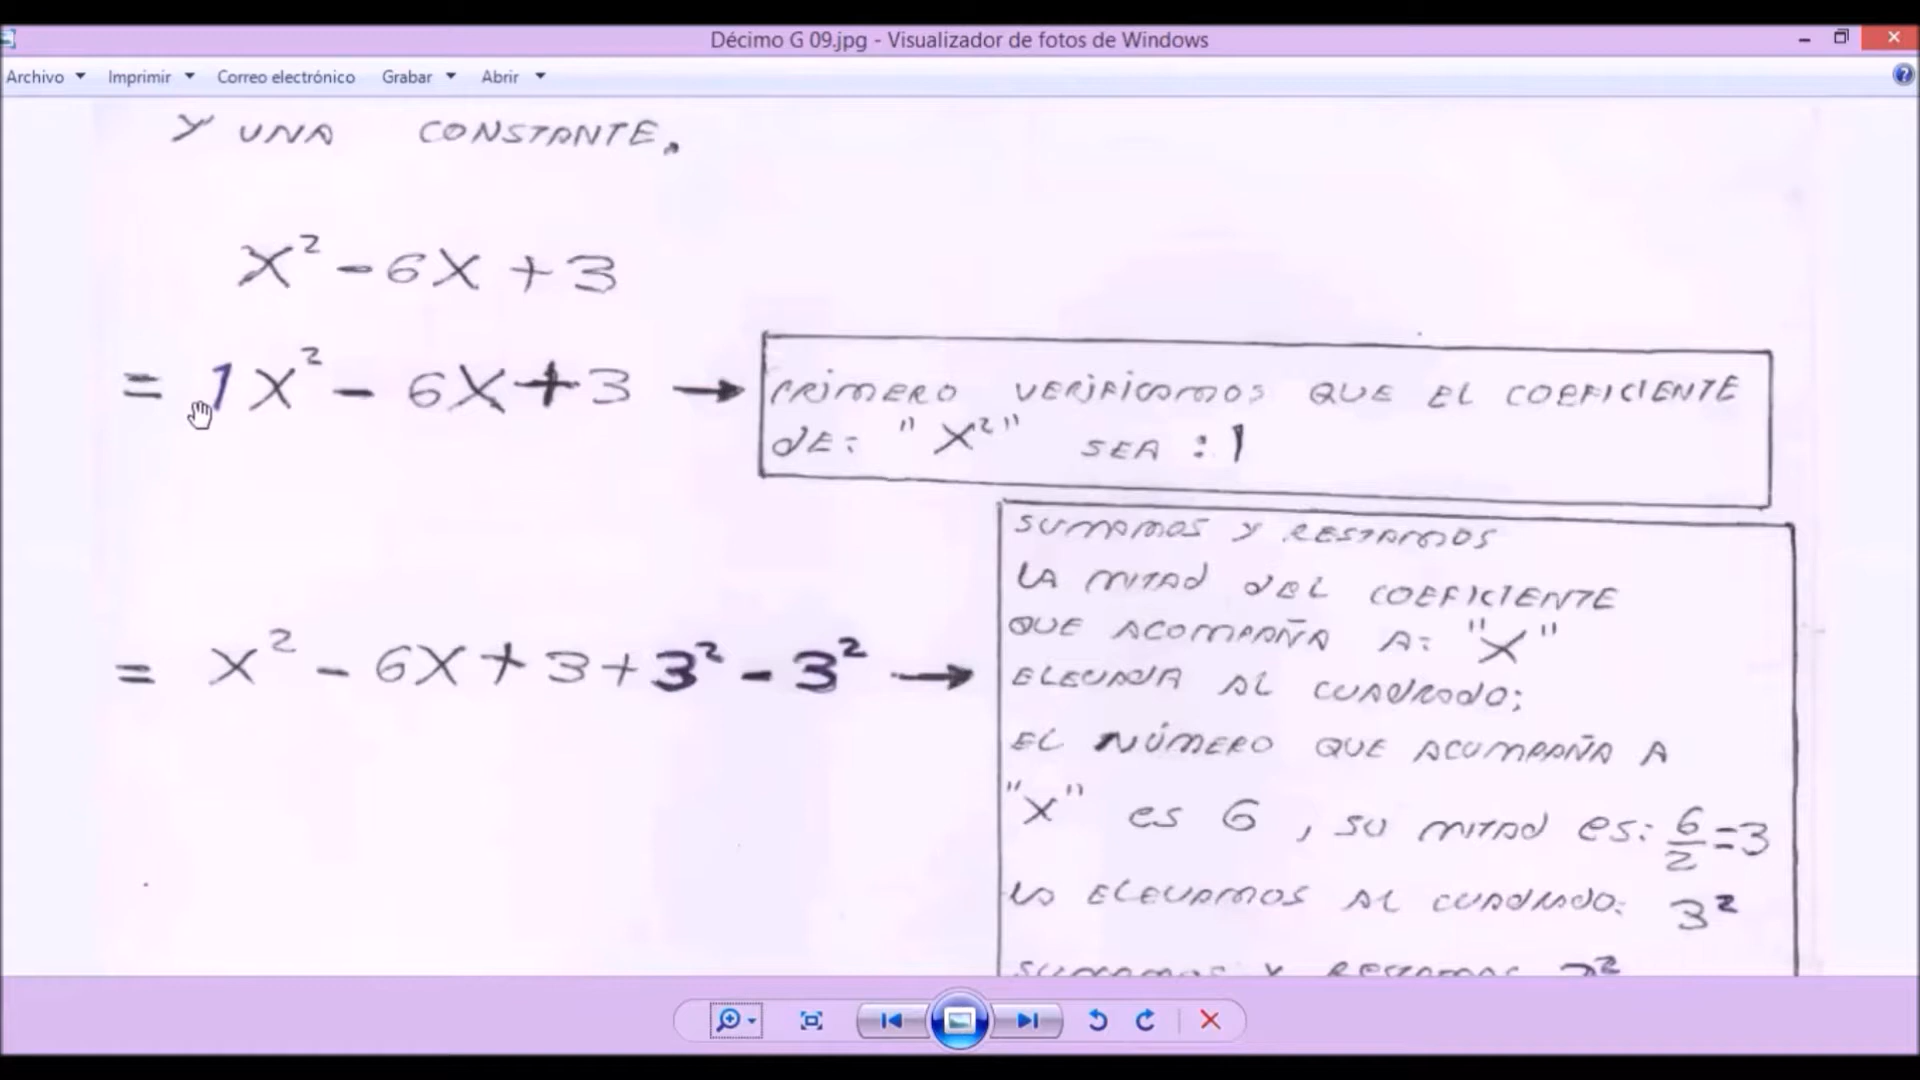 Décimo G 09.jpg - Visualizador de fotos de Windows
Archivo Imprimir Correo electrónico Grabar Abrir
Y UNA CONSTANTE.
X² - 6X + 3
= 1X² - 6X + 3 → PRIMERO VERIFICAMOS QUE EL COEFICIENTE
DE: "X²" SEA : 1
SUMAMOS Y RESTAMOS
LA MITAD DEL COEFICIENTE
QUE ACOMPAÑA A: "X"
= X² - 6X + 3 + 3² - 3² → ELEVADA AL CUADRADO;
EL NÚMERO QUE ACOMPAÑA A
"X" ES 6, SU MITAD ES: 6/2 = 3
LO ELEVAMOS AL CUADRADO: 3²
SUMAMOS Y RESTAMOS 3²